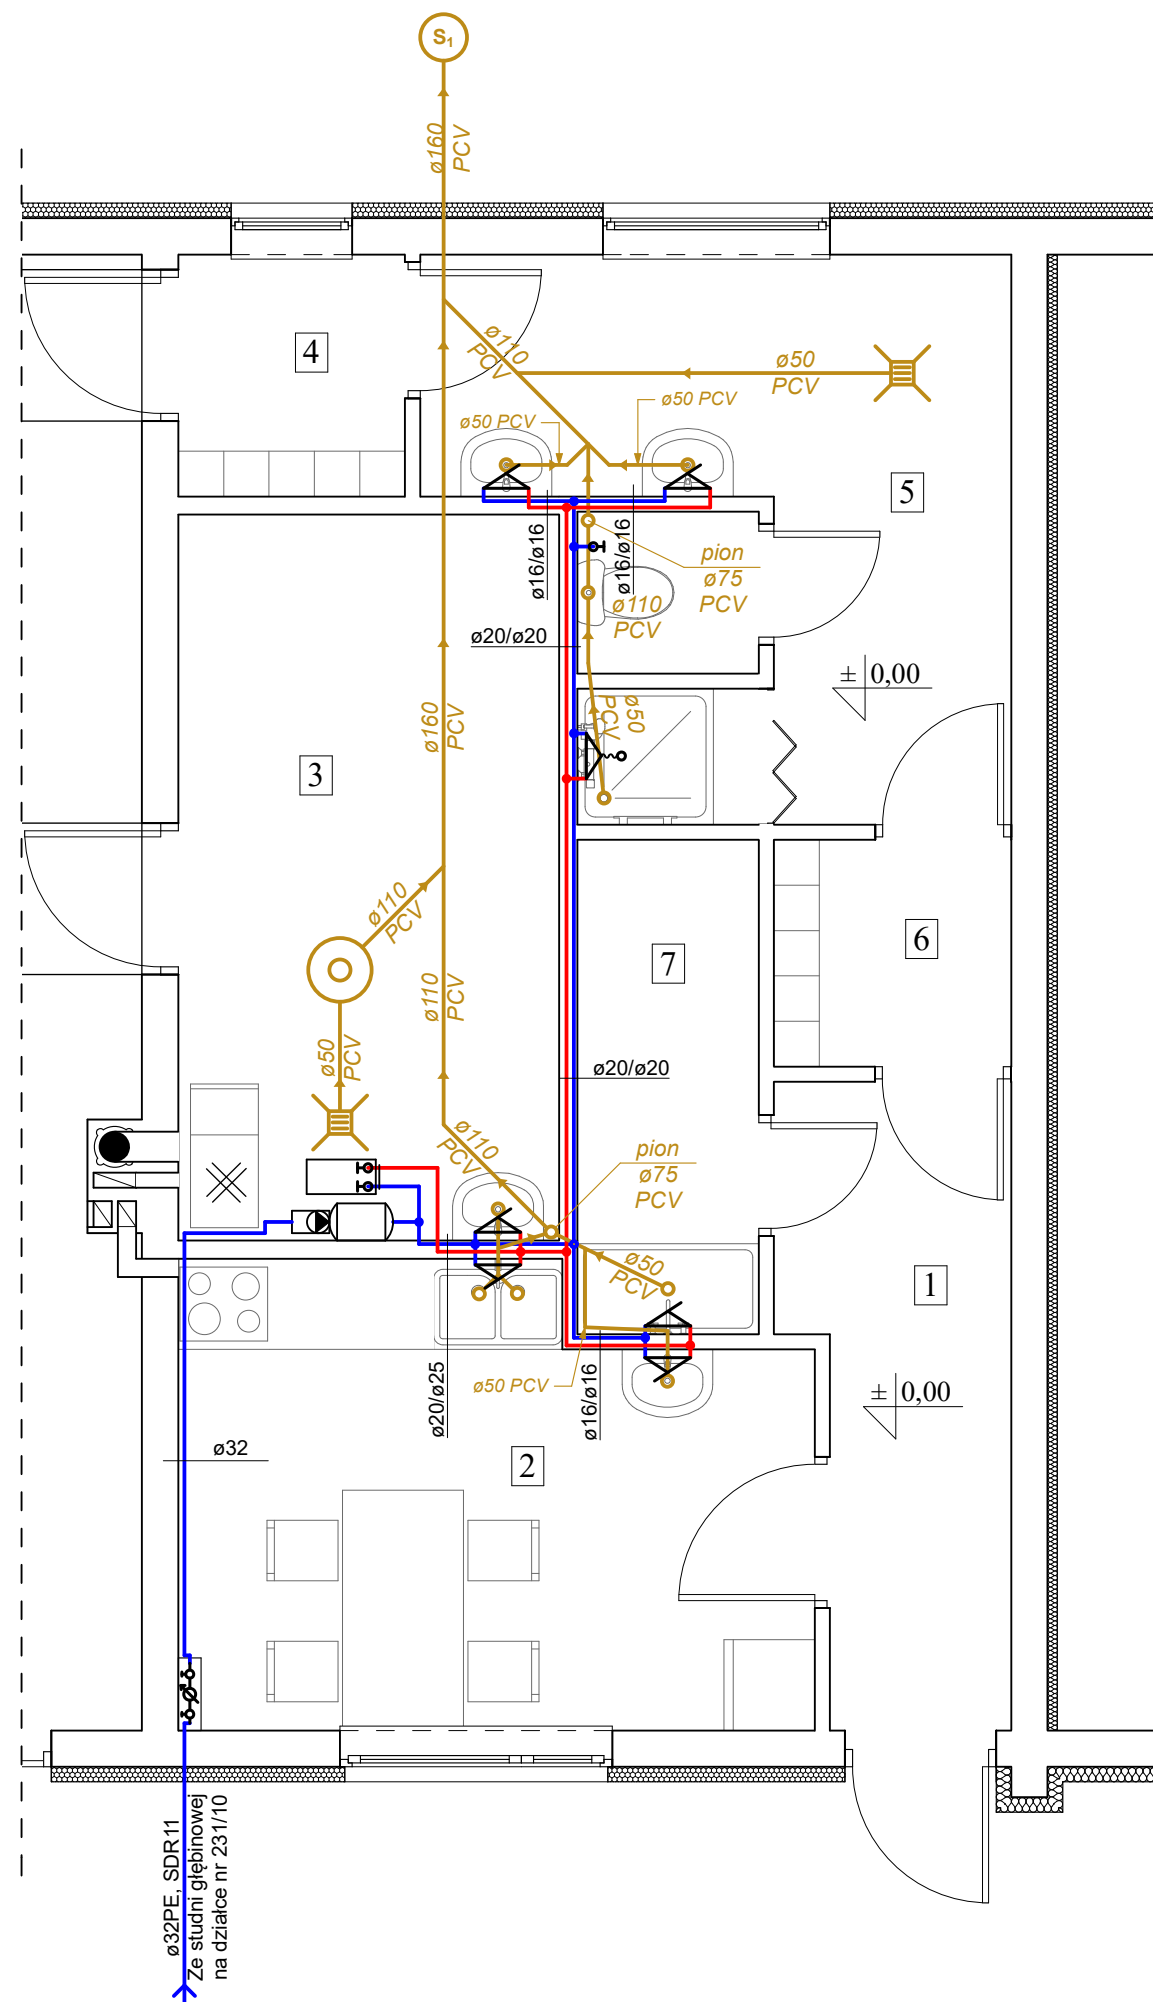 S₁
ø160
PCV
4
ø110
PCV
ø50
PCV
ø50 PCV
ø50 PCV
5
ø16/ø16
ø16/ø16
pion
ø75
PCV
ø110
PCV
ø20/ø20
± 0,00
ø50
PCV
ø160
PCV
3
ø110
PCV
7
6
ø110
PCV
ø50
PCV
ø20/ø20
ø110
PCV
pion
ø75
PCV
ø50
PCV
1
ø50 PCV
ø20/ø25
ø16/ø16
± 0,00
ø32
2
ø32PE, SDR11
Ze studni głębinowej
na działce nr 231/10